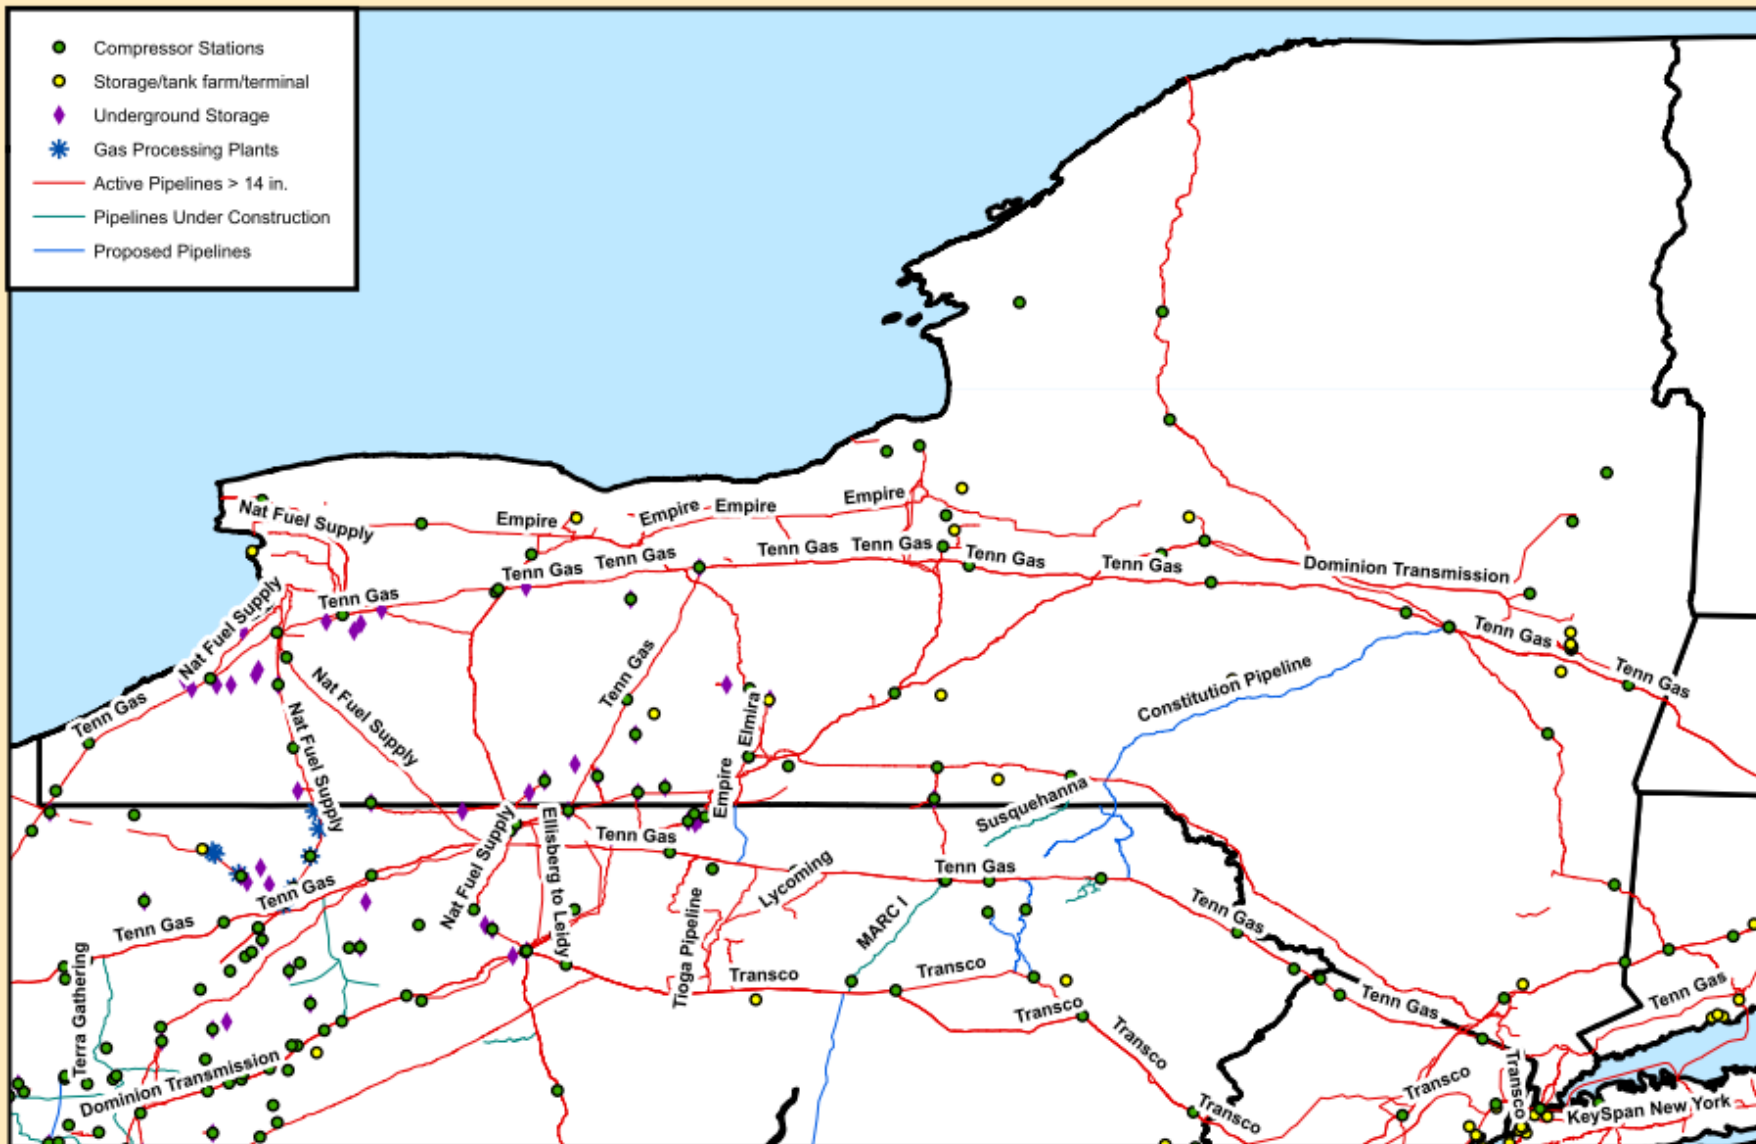 Compressor Stations
Storage/tank farm/terminal
Underground Storage
Gas Processing Plants
Active Pipelines > 14 in.
Pipelines Under Construction
Proposed Pipelines
Nat Fuel Supply
Empire
Empire
Empire
Empire
Tenn Gas
Tenn Gas
Tenn Gas
Tenn Gas
Tenn Gas
Tenn Gas
Tenn Gas
Dominion Transmission
Nat Fuel Supply
Tenn Gas
Tenn Gas
Tenn Gas
Tenn Gas
Nat Fuel Supply
Nat Fuel Supply
Tenn Gas
Constitution Pipeline
Empire
Elmira
Susquehanna
Nat Fuel Supply
Ellisberg to Leidy
Tenn Gas
Lycoming
Tenn Gas
Tenn Gas
Tenn Gas
Tenn Gas
MARC I
Tioga Pipeline
Transco
Transco
Terra Gathering
Transco
Transco
Tenn Gas
Tenn Gas
Dominion Transmission
Transco
Transco
Transco
KeySpan New York